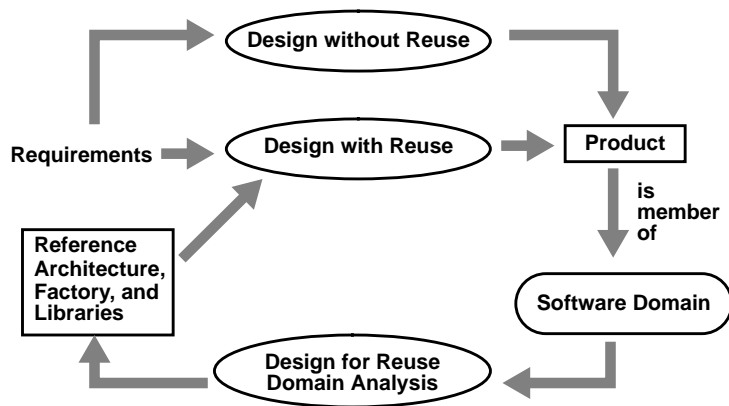 Design without Reuse
Requirements
Design with Reuse
Product
is
member
of
Reference
Architecture,
Factory, and
Libraries
Software Domain
Design for Reuse
Domain Analysis